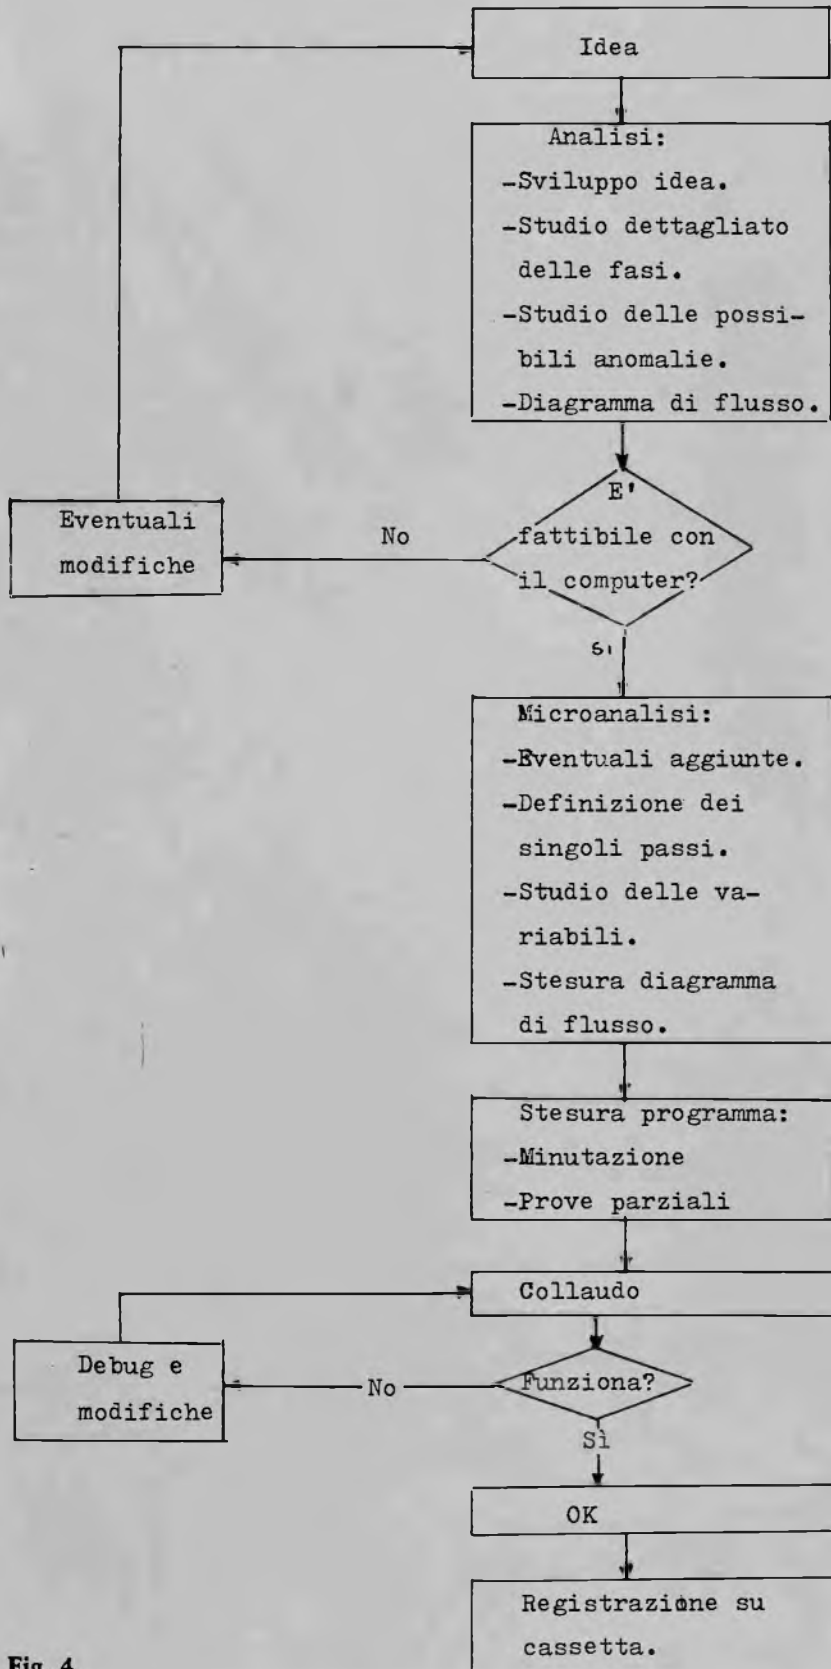 Idea
Analisi:
-Sviluppo idea.
-Studio dettagliato
delle fasi.
-Studio delle possi-
bili anomalie.
-Diagramma di flusso.
E'
fattibile con
il computer?
No
Eventuali
modifiche
Si
Microanalisi:
-Eventuali aggiunte.
-Definizione dei
singoli passi.
-Studio delle va-
riabili.
-Stesura diagramma
di flusso.
Stesura programma:
-Minutazione
-Prove parziali
Collaudo
Funziona?
No
Debug e
modifiche
Sì
OK
Registrazione su
cassetta.
Fig. 4